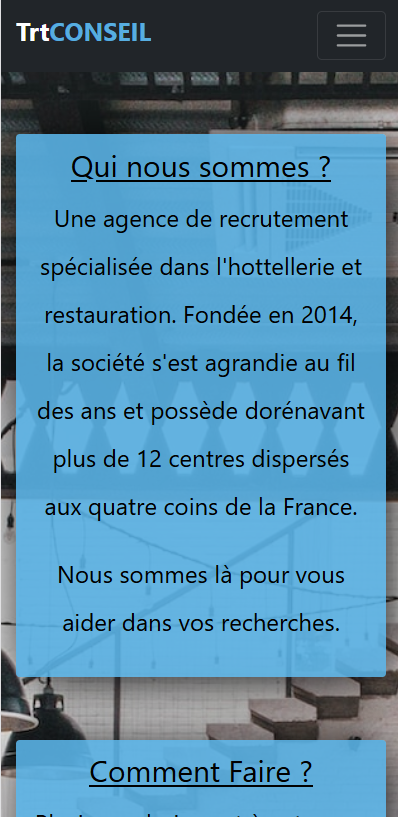 TrtCONSEIL
Qui nous sommes ?
Une agence de recrutement
spécialisée dans l'hottellerie et
restauration. Fondée en 2014,
la société s'est agrandie au fil
des ans et possède dorénavant
plus de 12 centres dispersés
aux quatre coins de la France.
Nous sommes là pour vous
aider dans vos recherches.
Comment Faire ?